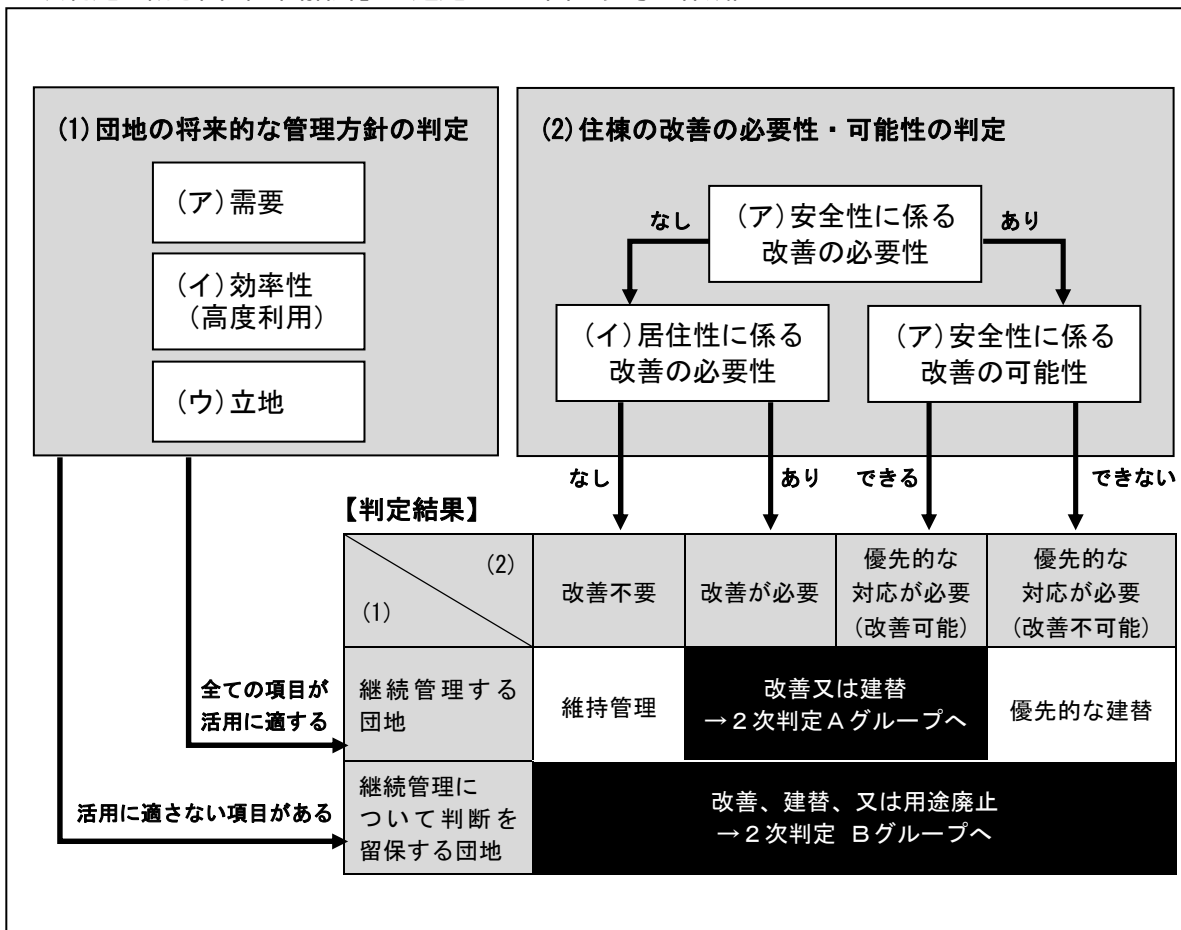 (1)団地の将来的な管理方針の判定
(ア)需要
(イ)効率性
(高度利用)
(ウ)立地
(2)住棟の改善の必要性・可能性の判定
(ア)安全性に係る
改善の必要性
なし
あり
(イ)居住性に係る
改善の必要性
(ア)安全性に係る
改善の可能性
なし
あり
できる
できない
【判定結果】
(2)
(1)
改善不要
改善が必要
優先的な
対応が必要
(改善可能)
優先的な
対応が必要
(改善不可能)
全ての項目が
活用に適する
継続管理する
団地
維持管理
改善又は建替
→2次判定Aグループへ
優先的な建替
活用に適さない項目がある
継続管理に
ついて判断を
留保する団地
改善、建替、又は用途廃止
→2次判定 Bグループへ